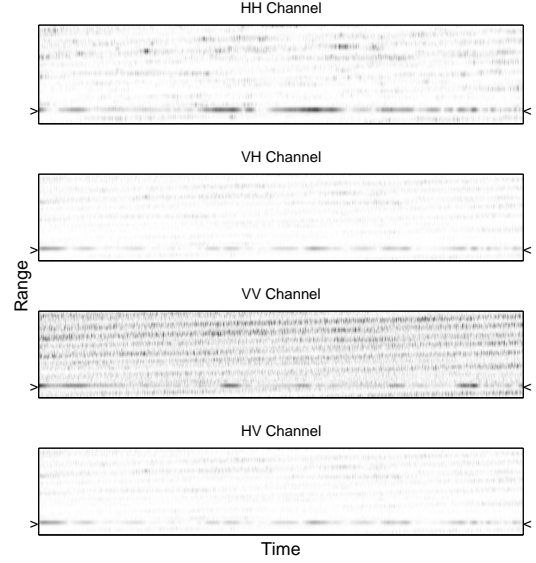 HH Channel
> <
VH Channel
> <
Range
VV Channel
> <
HV Channel
> <
Time